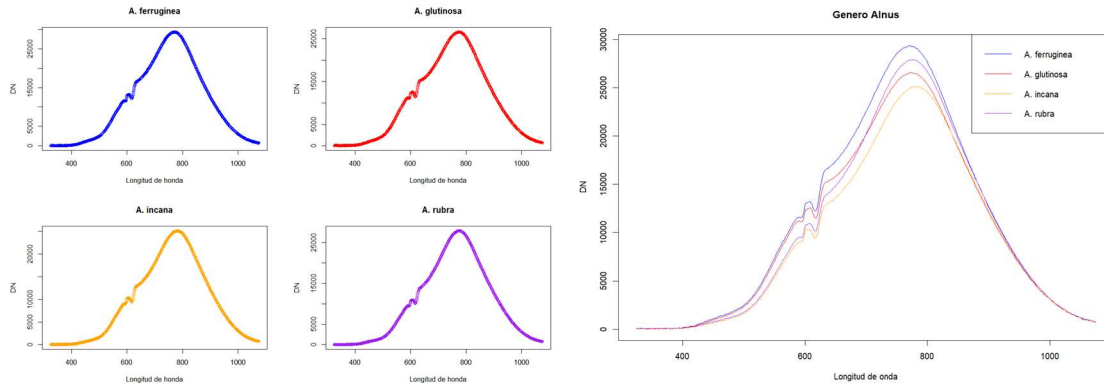 A. ferruginea
DN
25000
15000
5000
0
400
600
800
1000
Longitud de honda
A. glutinosa
DN
25000
15000
5000
0
400
600
800
1000
Longitud de honda
A. incana
DN
20000
10000
5000
0
400
600
800
1000
Longitud de honda
A. rubra
DN
25000
15000
5000
0
400
600
800
1000
Longitud de honda
Genero Alnus
DN
30000
25000
20000
15000
10000
5000
0
400
600
800
1000
Longitud de onda
A. ferruginea
A. glutinosa
A. incana
A. rubra